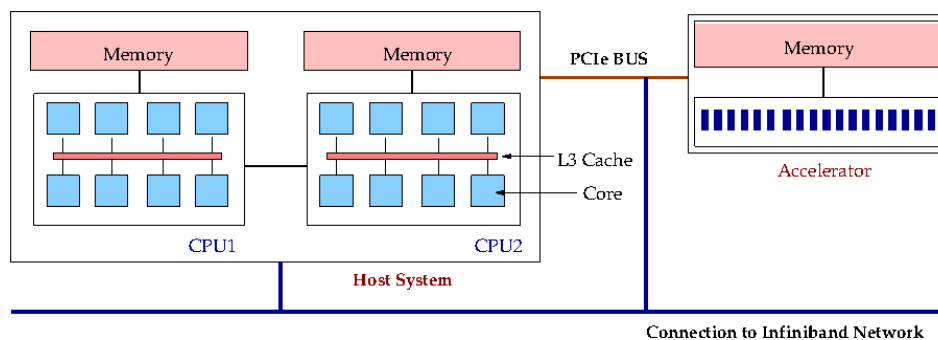 Memory
Memory
PCIe BUS
Memory
L3 Cache
Core
Accelerator
CPU1
CPU2
Host System
Connection to Infiniband Network